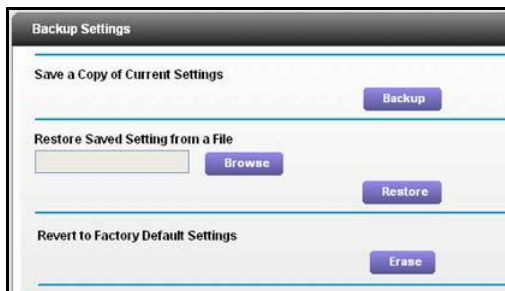 Backup Settings
Save a Copy of Current Settings
Backup
Restore Saved Setting from a File
Browse
Restore
Revert to Factory Default Settings
Erase